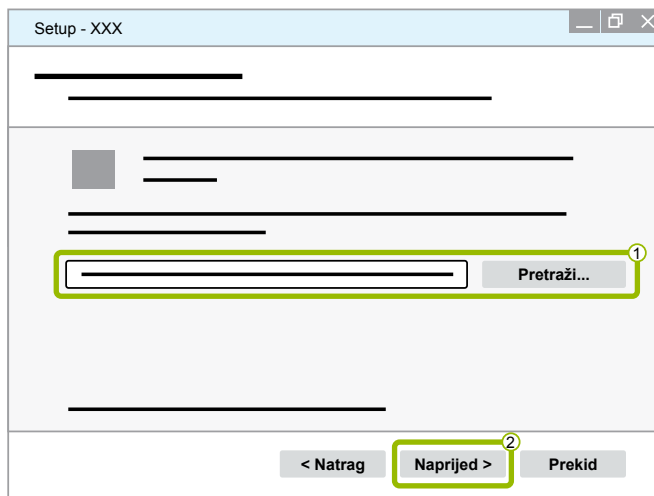 Setup - XXX
1
Pretraži...
2
< Natrag Naprijed > Prekid